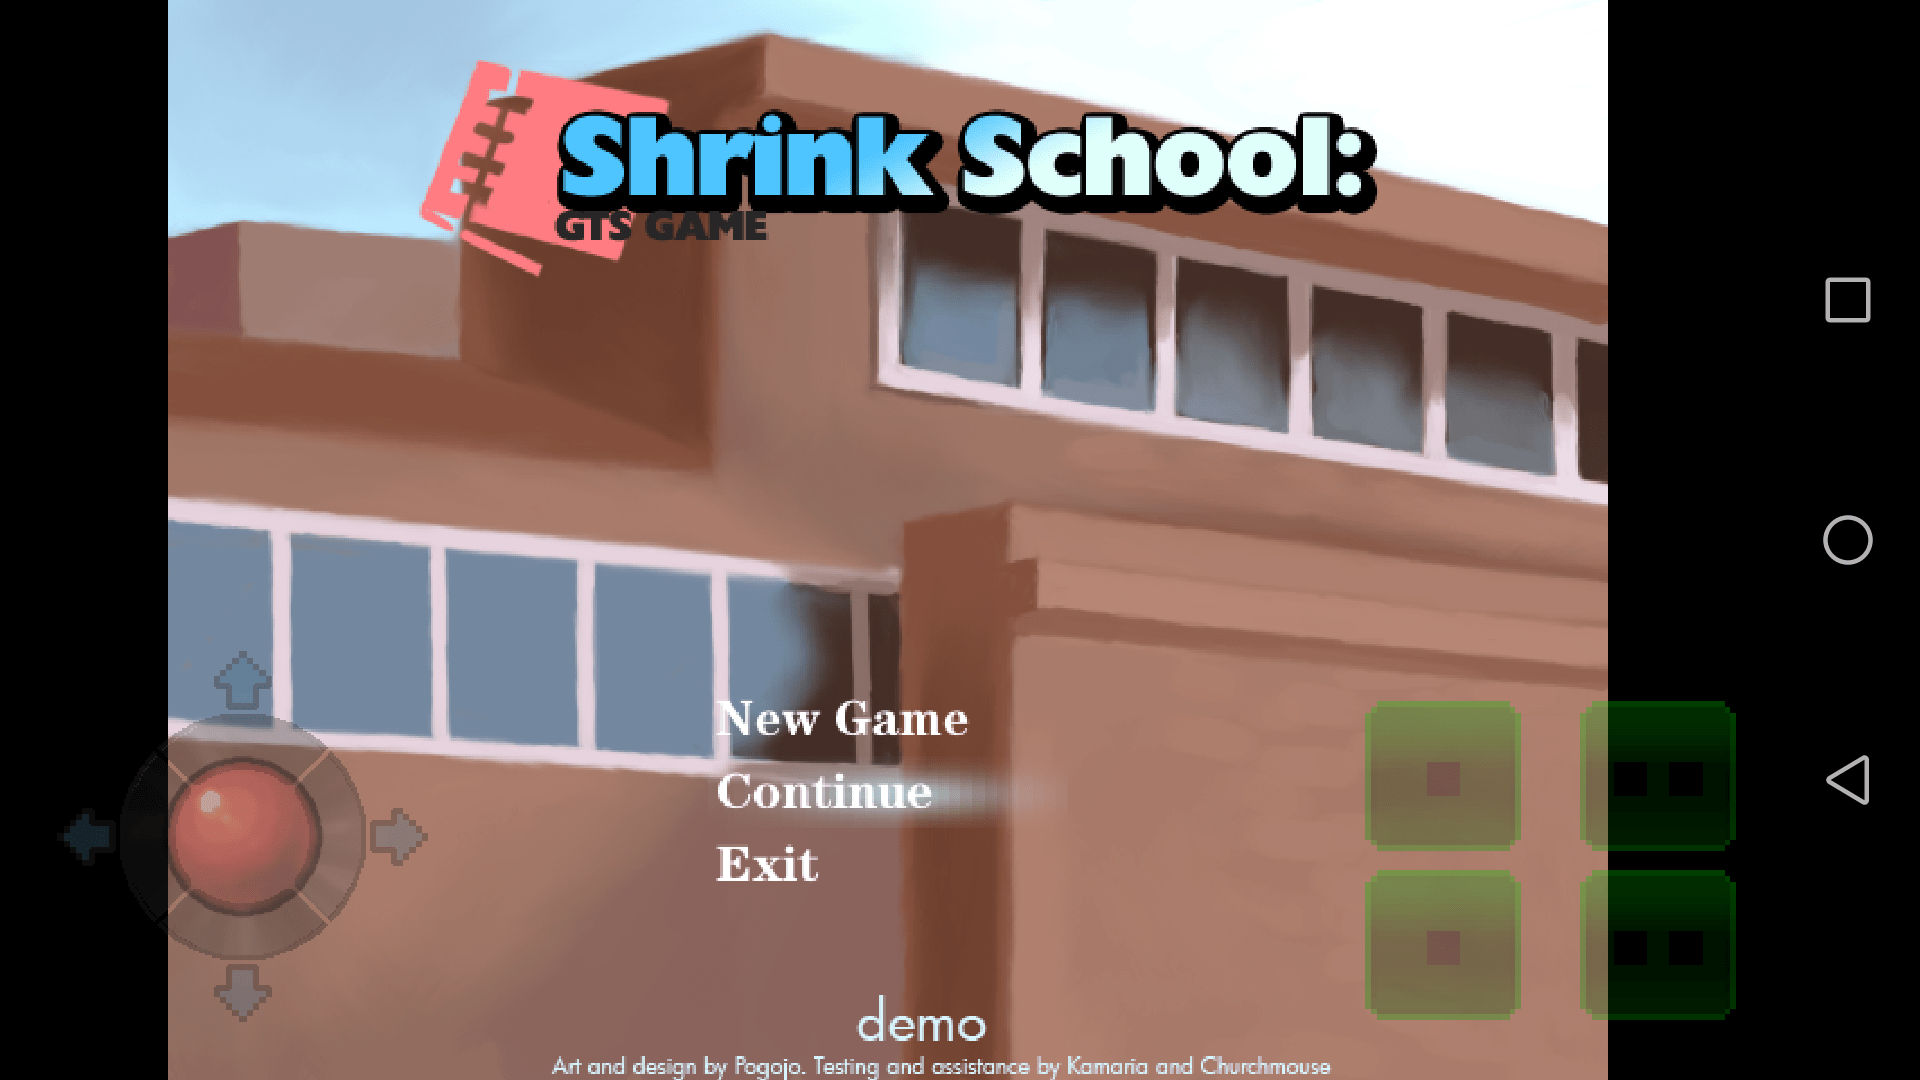 Shrink School:
GTS GAME
New Game
Continue
Exit
demo
Art and design by Pogojo. Testing and assistance by Kamaria and Churchmouse